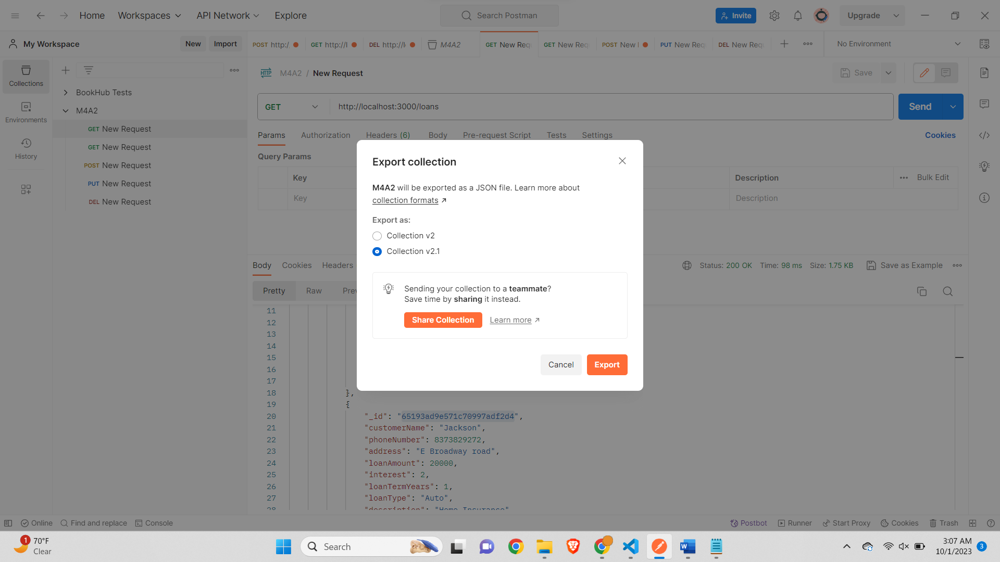 Home
Workspaces
API Network
Explore
Search Postman
Invite
Upgrade
My Workspace
New
Import
POST http:/
GET http://l
DEL http://l
M4A2
GET New Req
GET New Req
POST New
PUT New Req
DEL New Req
No Environment
Collections
Environments
History
BookHub Tests
M4A2
GET New Request
GET New Request
POST New Request
PUT New Request
DEL New Request
HTTP
M4A2 / New Request
Save
GET
http://localhost:3000/loans
Send
Params
Authorization
Headers (6)
Body
Pre-request Script
Tests
Settings
Cookies
Query Params
Key
Description
Bulk Edit
Key
Description
Export collection
M4A2 will be exported as a JSON file. Learn more about
collection formats
Export as:
Collection v2
Collection v2.1
Sending your collection to a teammate?
Save time by sharing it instead.
Share Collection
Learn more
Cancel
Export
Body
Cookies
Headers
Status: 200 OK
Time: 98 ms
Size: 1.75 KB
Save as Example
Pretty
Raw
Prev
11
12
13
14
15
16
17
18 },
19 {
20 "_id": "65193ad9e571c70997adf2d4",
21 "customerName": "Jackson",
22 "phoneNumber": 8373829272,
23 "address": "E Broadway road",
24 "loanAmount": 20000,
25 "interest": 2,
26 "loanTermYears": 1,
27 "loanType": "Auto",
28 "description": "Home Insurance"
Online
Find and replace
Console
Postbot
Runner
Start Proxy
Cookies
Trash
1
70°F
Clear
Search
W
3:07 AM
10/1/2023
3